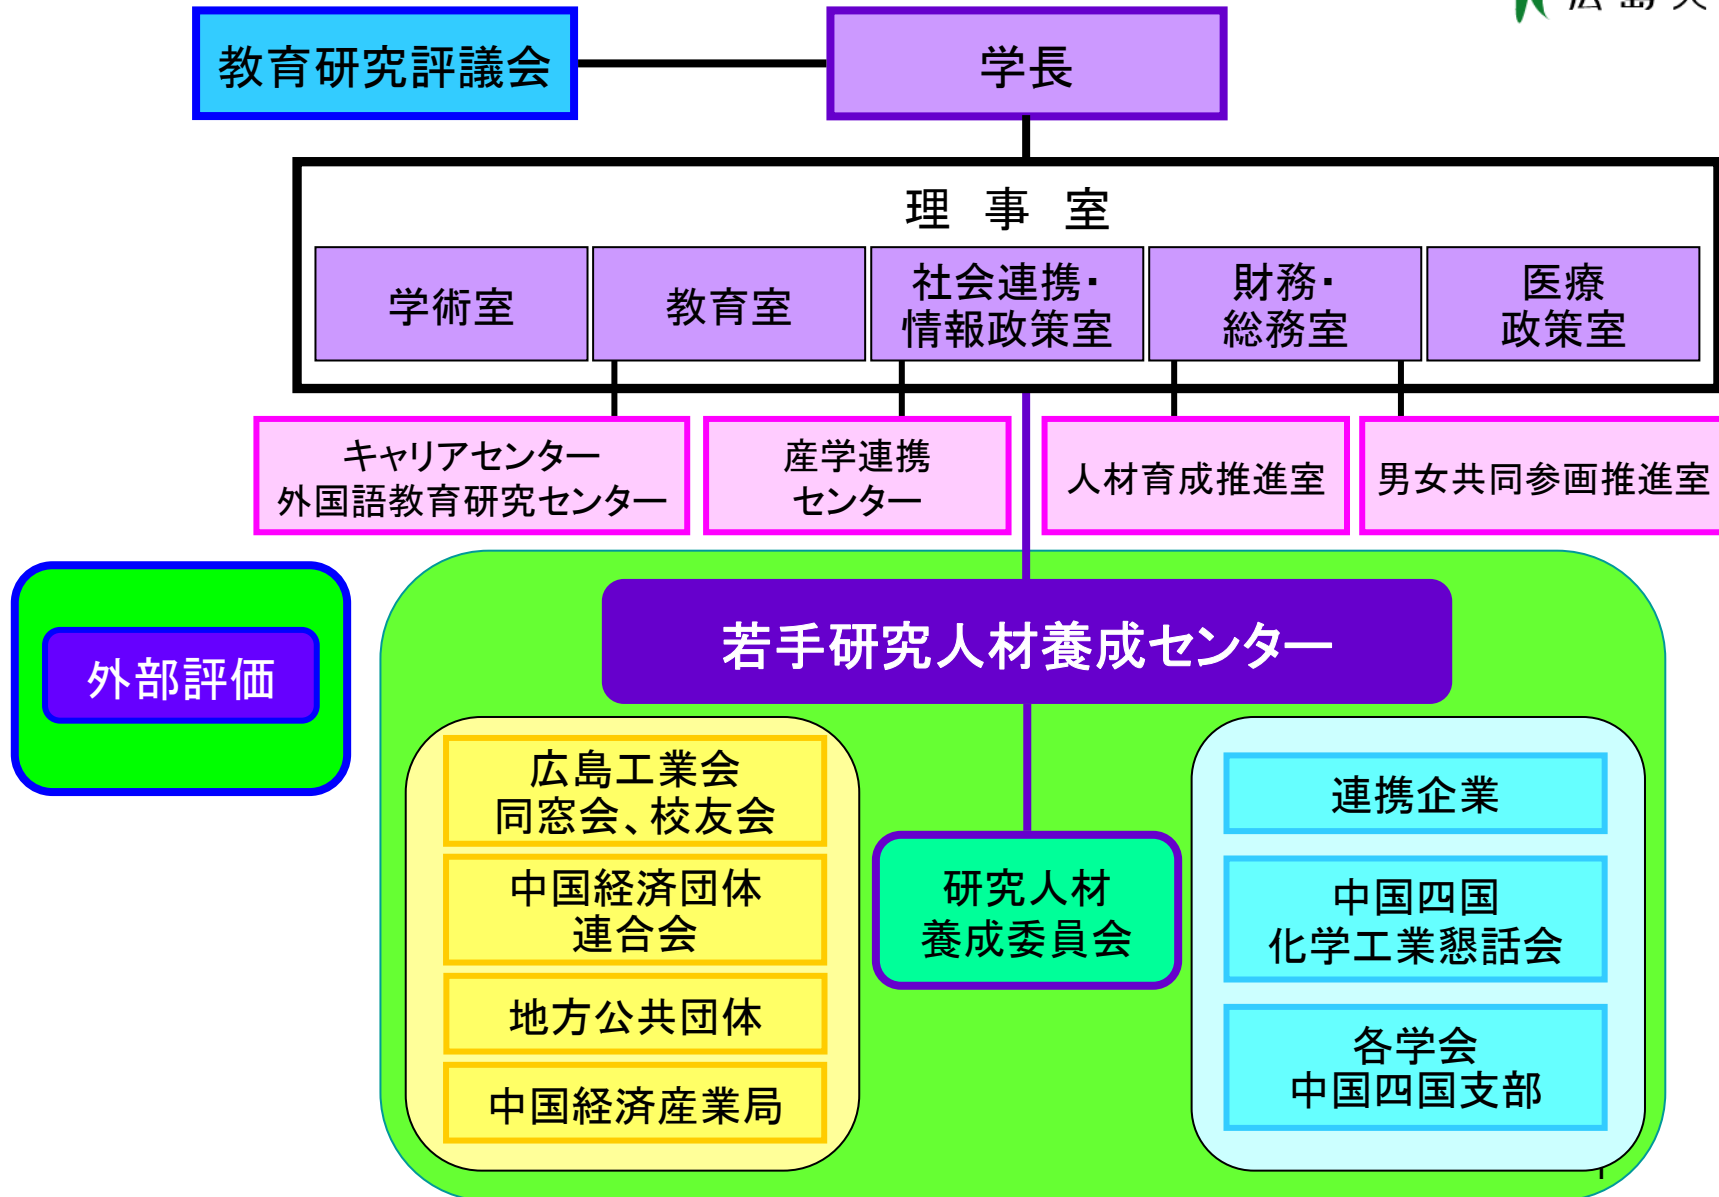 広島大
教育研究評議会
学長
理 事 室
学術室
教育室
社会連携・
情報政策室
財務・
総務室
医療
政策室
キャリアセンター
外国語教育研究センター
産学連携
センター
人材育成推進室
男女共同参画推進室
若手研究人材養成センター
外部評価
広島工業会
同窓会、校友会
中国経済団体
連合会
地方公共団体
中国経済産業局
研究人材
養成委員会
連携企業
中国四国
化学工業懇話会
各学会
中国四国支部